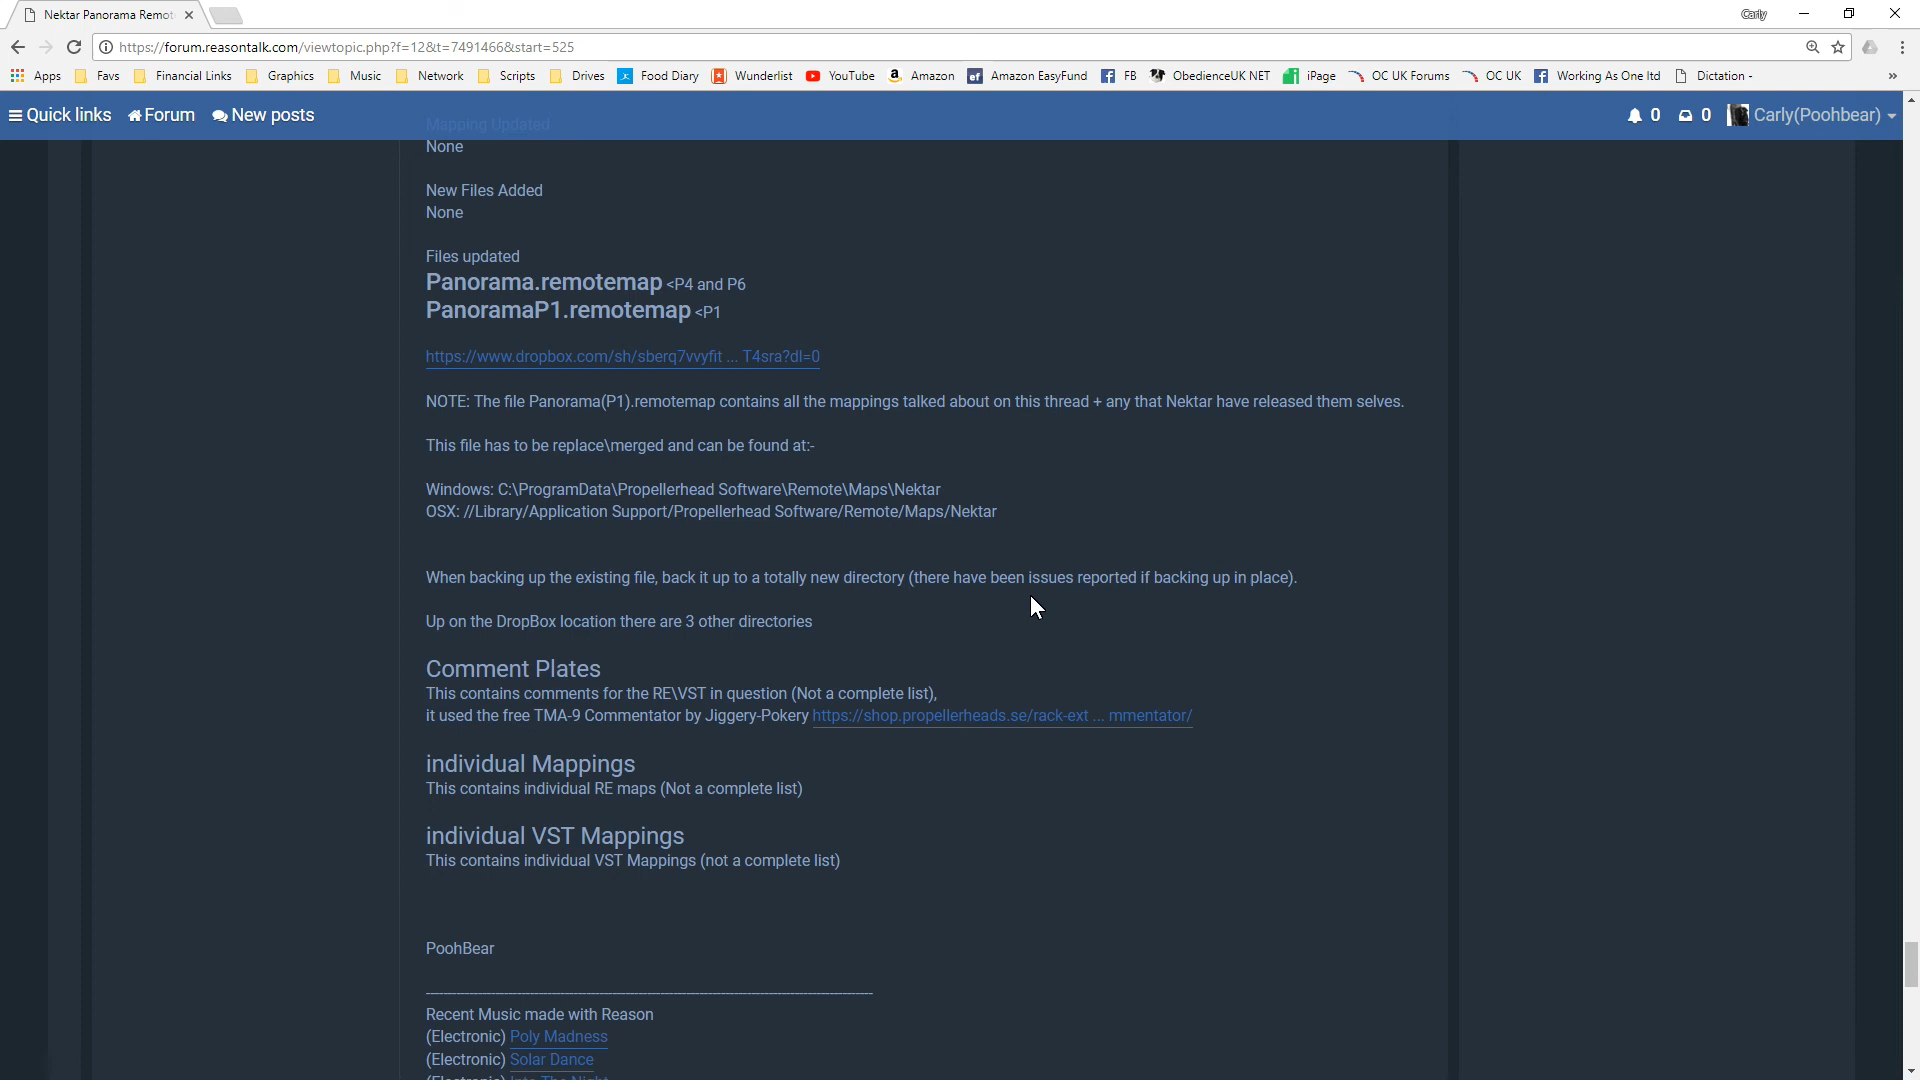 Nektar Panorama Remot
Carly
https://forum.reasontalk.com/viewtopic.php?f=12&t=7491466&start=525
Apps Favs Financial Links Graphics Music Network Scripts Drives Food Diary Wunderlist YouTube Amazon Amazon EasyFund FB ObedienceUK NET iPage OC UK Forums OC UK Working As One ltd Dictation - »
Quick links Forum New posts 0 0 Carly(Poohbear)
Mapping Updated
None
New Files Added
None
Files updated
Panorama.remotemap <P4 and P6
PanoramaP1.remotemap <P1
https://www.dropbox.com/sh/sberq7vvyfit ... T4sra?dl=0
NOTE: The file Panorama(P1).remotemap contains all the mappings talked about on this thread + any that Nektar have released them selves.
This file has to be replace\merged and can be found at:-
Windows: C:\ProgramData\Propellerhead Software\Remote\Maps\Nektar
OSX: //Library/Application Support/Propellerhead Software/Remote/Maps/Nektar
When backing up the existing file, back it up to a totally new directory (there have been issues reported if backing up in place).
Up on the DropBox location there are 3 other directories
Comment Plates
This contains comments for the RE\VST in question (Not a complete list),
it used the free TMA-9 Commentator by Jiggery-Pokery https://shop.propellerheads.se/rack-ext ... mmentator/
individual Mappings
This contains individual RE maps (Not a complete list)
individual VST Mappings
This contains individual VST Mappings (not a complete list)
PoohBear
Recent Music made with Reason
(Electronic) Poly Madness
(Electronic) Solar Dance
(Electronic) Into The Night